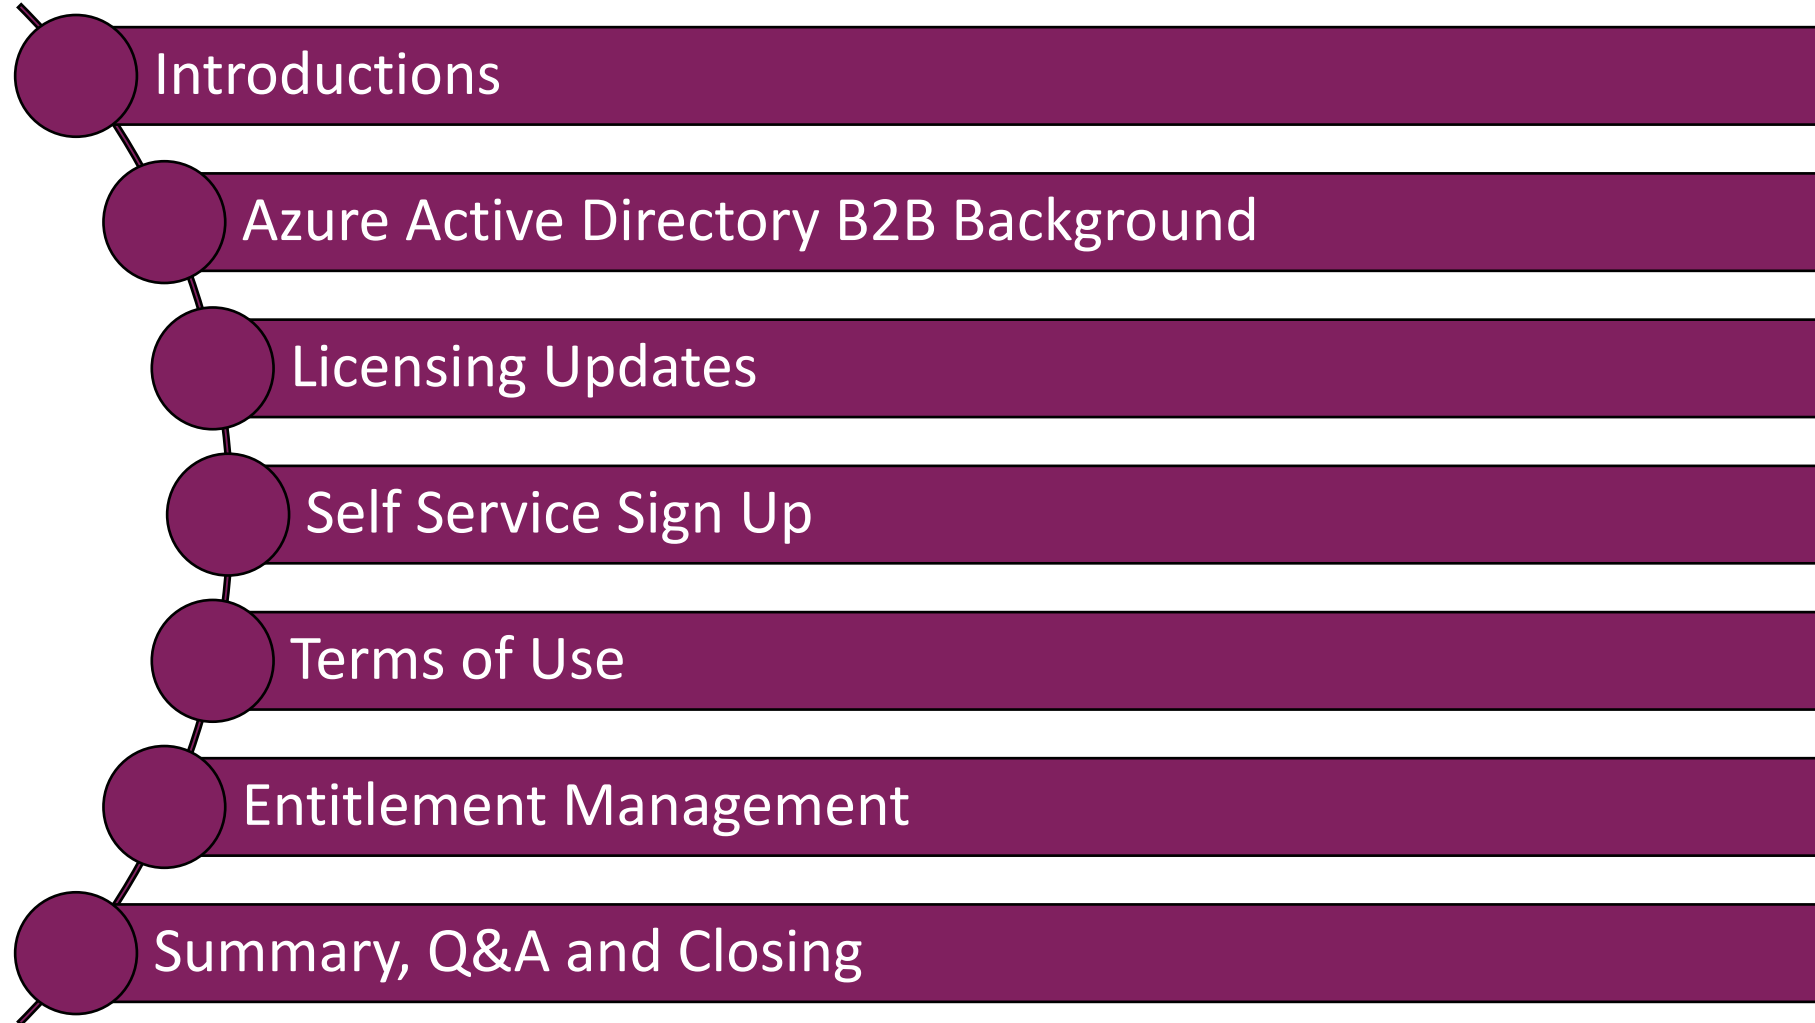 Introductions
Azure Active Directory B2B Background
Licensing Updates
Self Service Sign Up
Terms of Use
Entitlement Management
Summary, Q&A and Closing